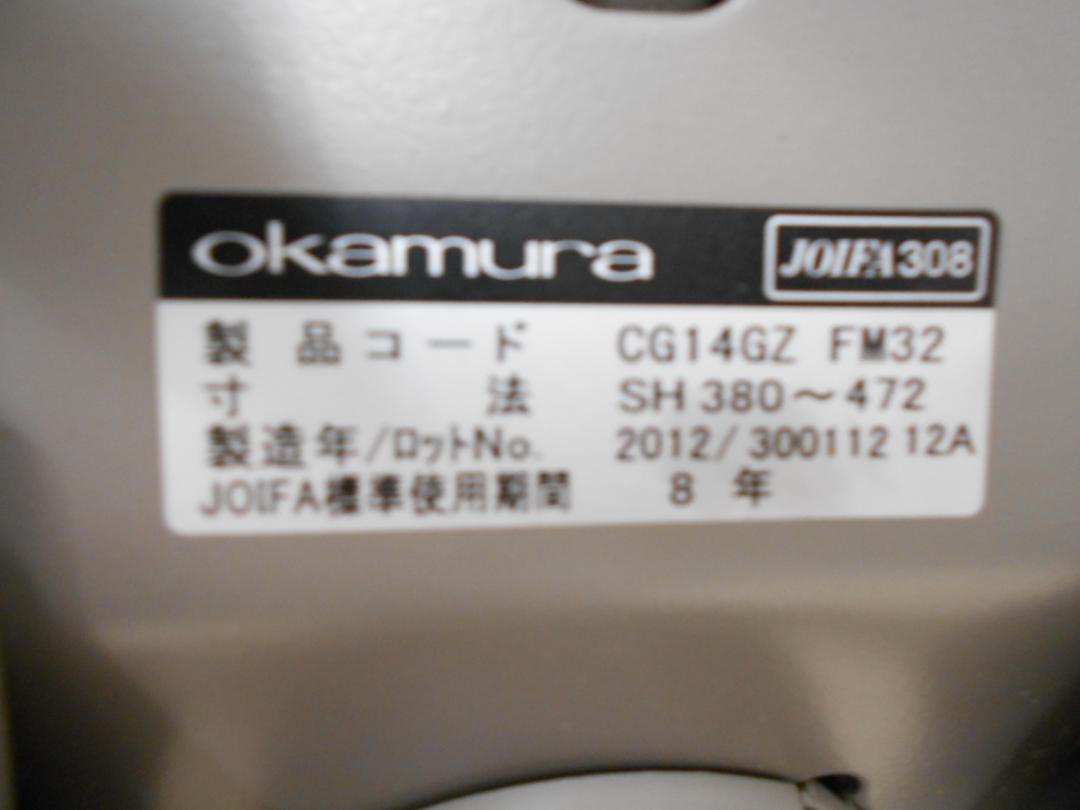 okamura JOIFA308
製品コード CG14GZ FM32
寸法 SH 380～472
製造年/ロットNo. 2012/300112 12A
JOIFA標準使用期間 8年